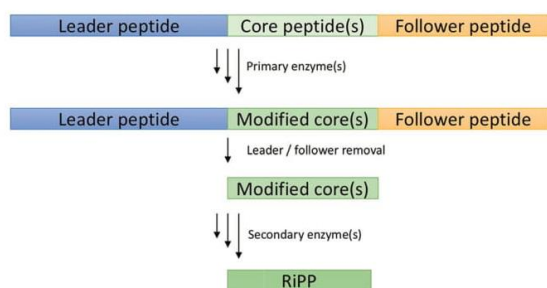 Leader peptide Core peptide(s) Follower peptide
Primary enzyme(s)
Leader peptide Modified core(s) Follower peptide
Leader / follower removal
Modified core(s)
Secondary enzyme(s)
RiPP